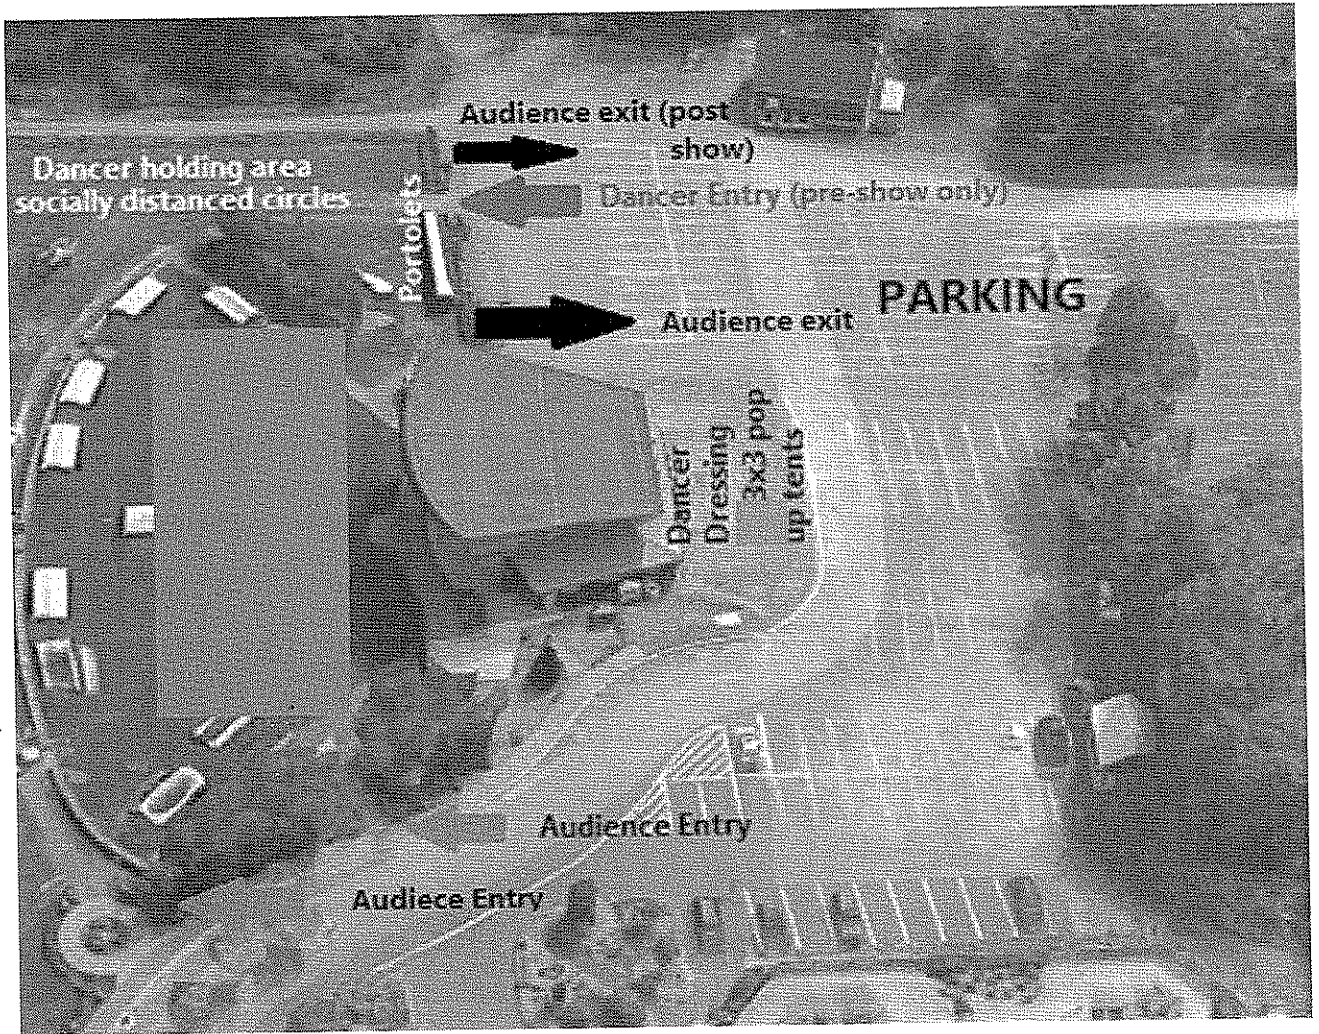 Audience exit (post
show)
Dancer holding area
socially distanced circles
Dancer Entry (pre-show only)
Portolets
PARKING
Audience exit
Dancer
Dressing
3x3 pop
up tents
Audience Entry
Audiece Entry